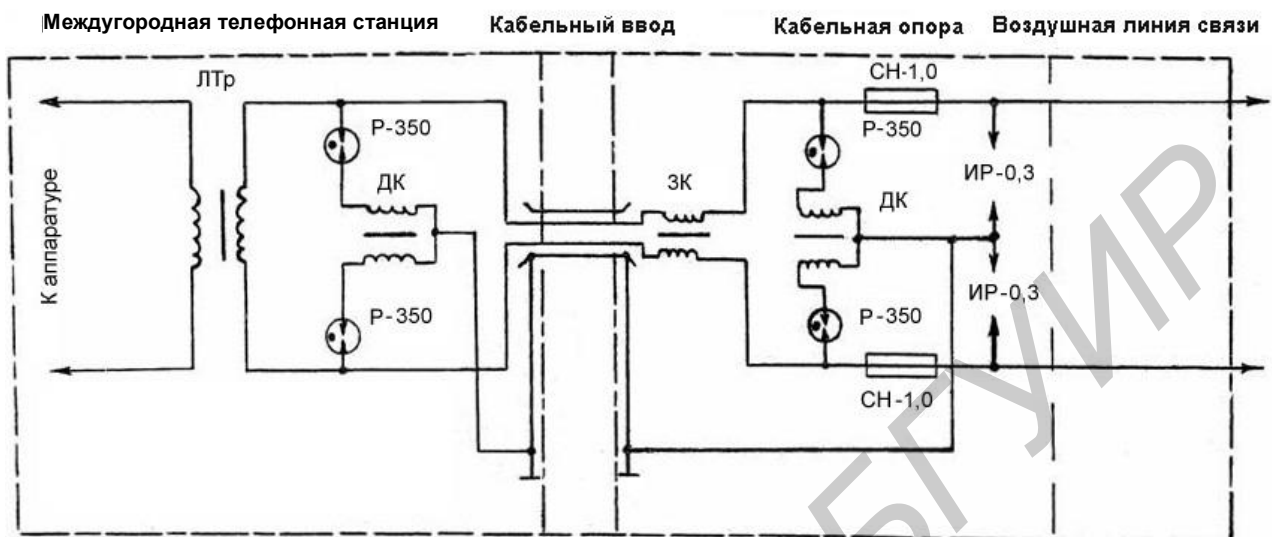 Междугородная телефонная станция Кабельный ввод Кабельная опора Воздушная линия связи
ЛТр
СН-1,0
Р-350
Р-350
ДК
ЗК
ДК
ИР-0,3
К аппаратуре
Р-350
Р-350
ИР-0,3
СН-1,0
БГУИР